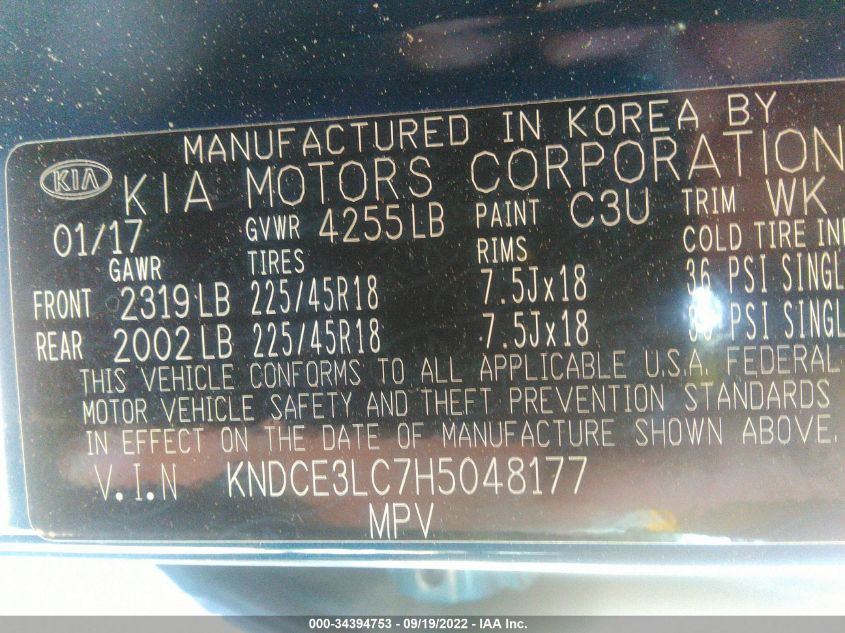 MANUFACTURED IN KOREA BY
KIA KIA MOTORS CORPORATION
01/17 GVWR 4255LB PAINT C3U TRIM WK
GAWR TIRES RIMS COLD TIRE
FRONT 2319LB 225/45R18 7.5Jx18 36 PSI
REAR 2002LB 225/45R18 7.5Jx18 PSI
THIS VEHICLE CONFORMS TO ALL APPLICABLE U.S.A. FEDERAL
MOTOR VEHICLE SAFETY AND THEFT PREVENTION STANDARDS
IN EFFECT ON THE DATE OF MANUFACTURE SHOWN ABOVE.
V.I.N KNDCE3LC7H5048177
MPV
000-34394753 - 09/19/2022 - IAA Inc.